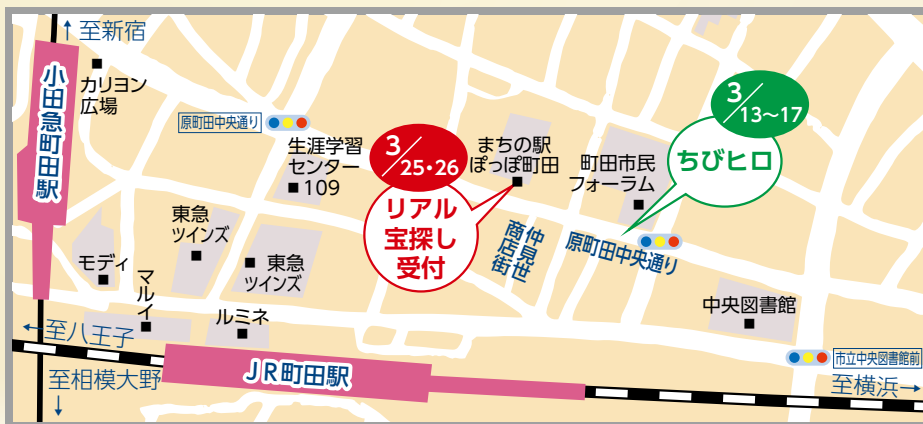 ↑至新宿
小田急町田駅
カリヨン
広場
原町田中央通り
生涯学習
センター
109
3/25・26
リアル
宝探し
受付
まちの駅
ぽっぽ町田
町田市民
フォーラム
3/13~17
ちびヒロ
東急
ツインズ
東急
ツインズ
モディ
マルイ
ルミネ
仲見世
商店街
原町田中央通り
中央図書館
市立中央図書館前
←至八王子
JR町田駅
至相模大野
↓
至横浜→